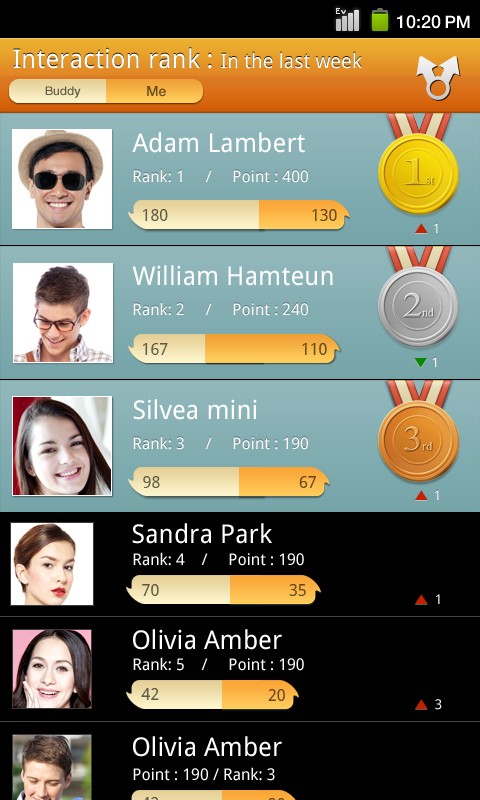 Ev
10:20 PM
Interaction rank : In the last week
Buddy Me
Adam Lambert
Rank: 1 / Point : 400
180 130
1st
1
William Hamteun
Rank: 2 / Point : 240
167 110
2nd
1
Silvea mini
Rank: 3 / Point : 190
98 67
3rd
1
Sandra Park
Rank: 4 / Point : 190
70 35
1
Olivia Amber
Rank: 5 / Point : 190
42 20
3
Olivia Amber
Point : 190 / Rank: 3